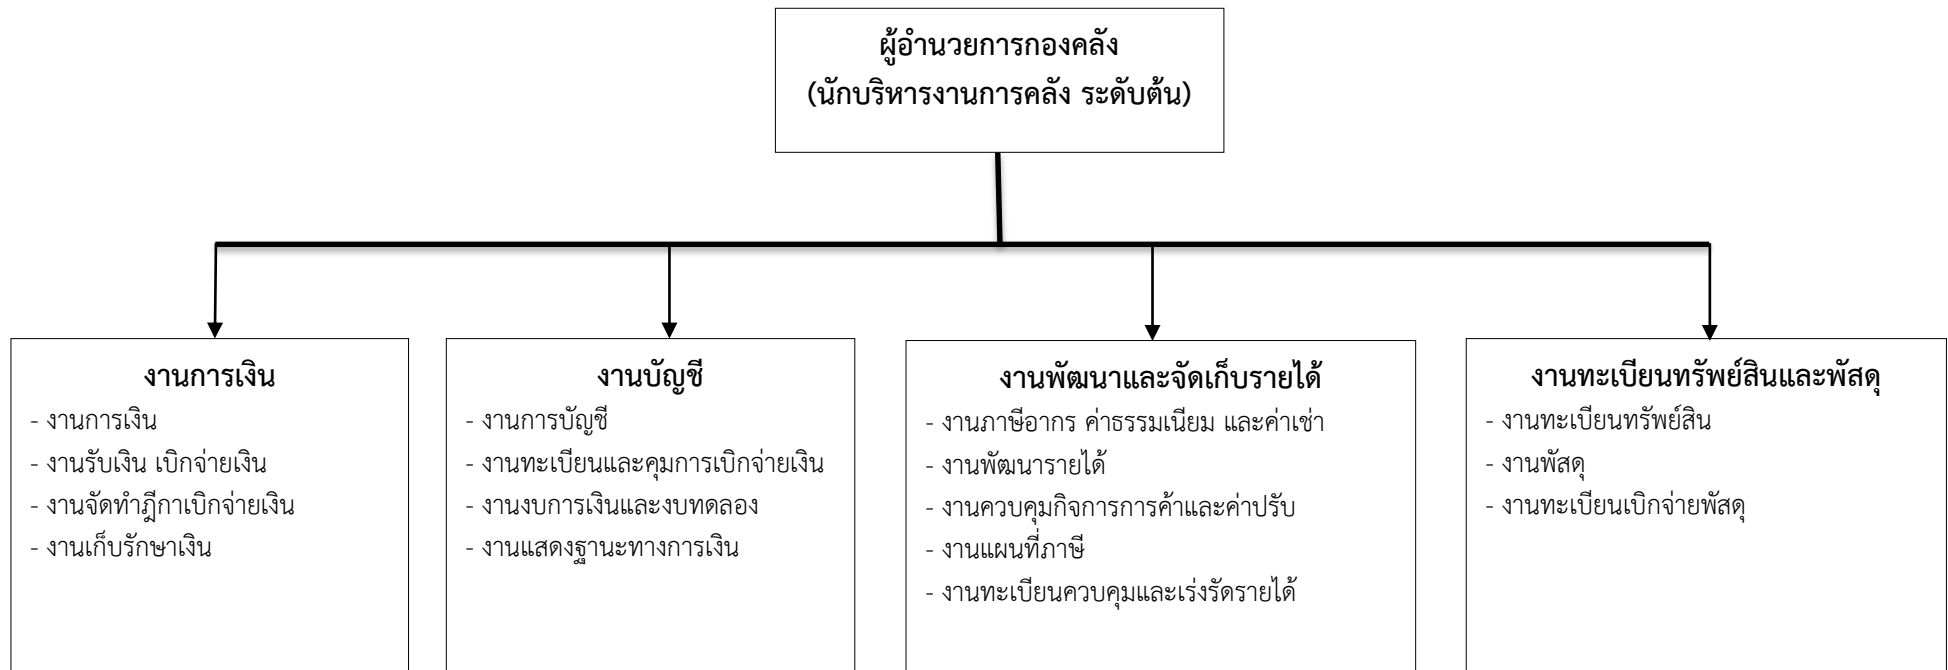 ผู้อำนวยการกองคลัง
(นักบริหารงานการคลัง ระดับต้น)
งานการเงิน
- งานการเงิน
- งานรับเงิน เบิกจ่ายเงิน
- งานจัดทำฎีกาเบิกจ่ายเงิน
- งานเก็บรักษาเงิน
งานบัญชี
- งานการบัญชี
- งานทะเบียนและคุมการเบิกจ่ายเงิน
- งานงบการเงินและงบทดลอง
- งานแสดงฐานะทางการเงิน
งานพัฒนาและจัดเก็บรายได้
- งานภาษีอากร ค่าธรรมเนียม และค่าเช่า
- งานพัฒนารายได้
- งานควบคุมกิจการการค้าและค่าปรับ
- งานแผนที่ภาษี
- งานทะเบียนควบคุมและเร่งรัดรายได้
งานทะเบียนทรัพย์สินและพัสดุ
- งานทะเบียนทรัพย์สิน
- งานพัสดุ
- งานทะเบียนเบิกจ่ายพัสดุ